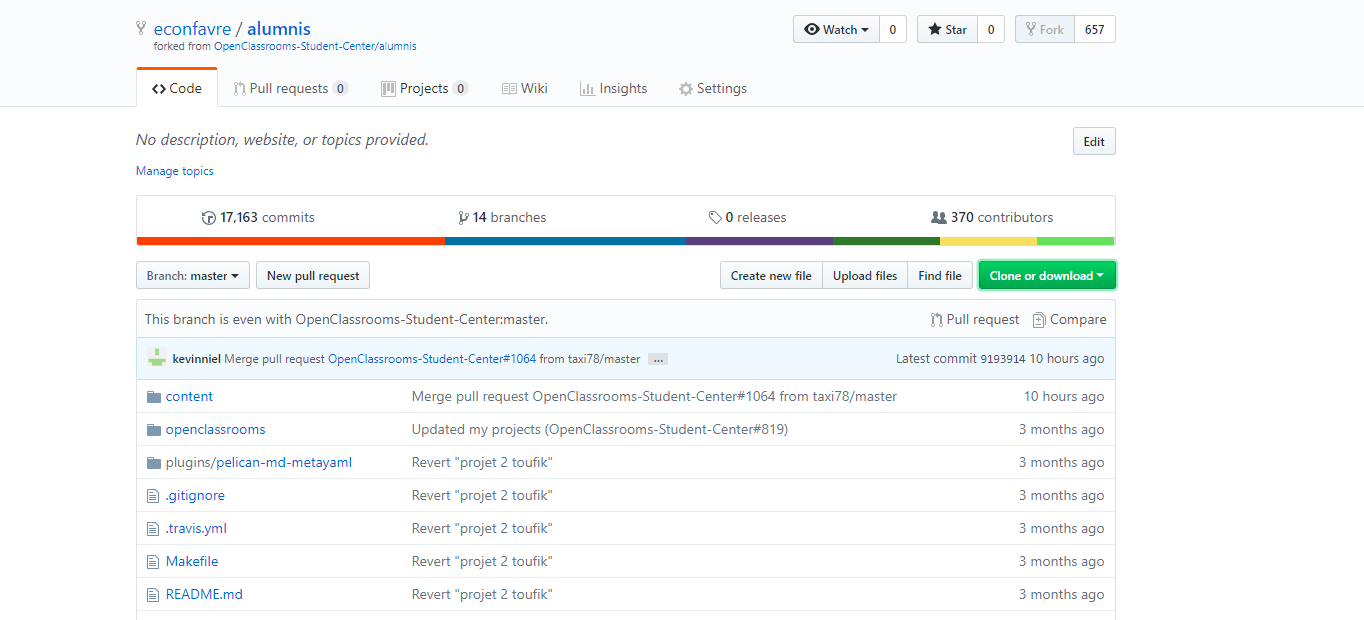 econfavre / alumnis
forked from OpenClassrooms-Student-Center/alumnis
Watch 0 Star 0 Fork 657
Code Pull requests 0 Projects 0 Wiki Insights Settings
No description, website, or topics provided. Edit
Manage topics
17,163 commits 14 branches 0 releases 370 contributors
Branch: master New pull request Create new file Upload files Find file Clone or download
This branch is even with OpenClassrooms-Student-Center:master. Pull request Compare
kevinniel Merge pull request OpenClassrooms-Student-Center#1064 from taxi78/master ... Latest commit 9193914 10 hours ago
content Merge pull request OpenClassrooms-Student-Center#1064 from taxi78/master 10 hours ago
openclassrooms Updated my projects (OpenClassrooms-Student-Center#819) 3 months ago
plugins/pelican-md-metayaml Revert "projet 2 toufik" 3 months ago
.gitignore Revert "projet 2 toufik" 3 months ago
.travis.yml Revert "projet 2 toufik" 3 months ago
Makefile Revert "projet 2 toufik" 3 months ago
README.md Revert "projet 2 toufik" 3 months ago